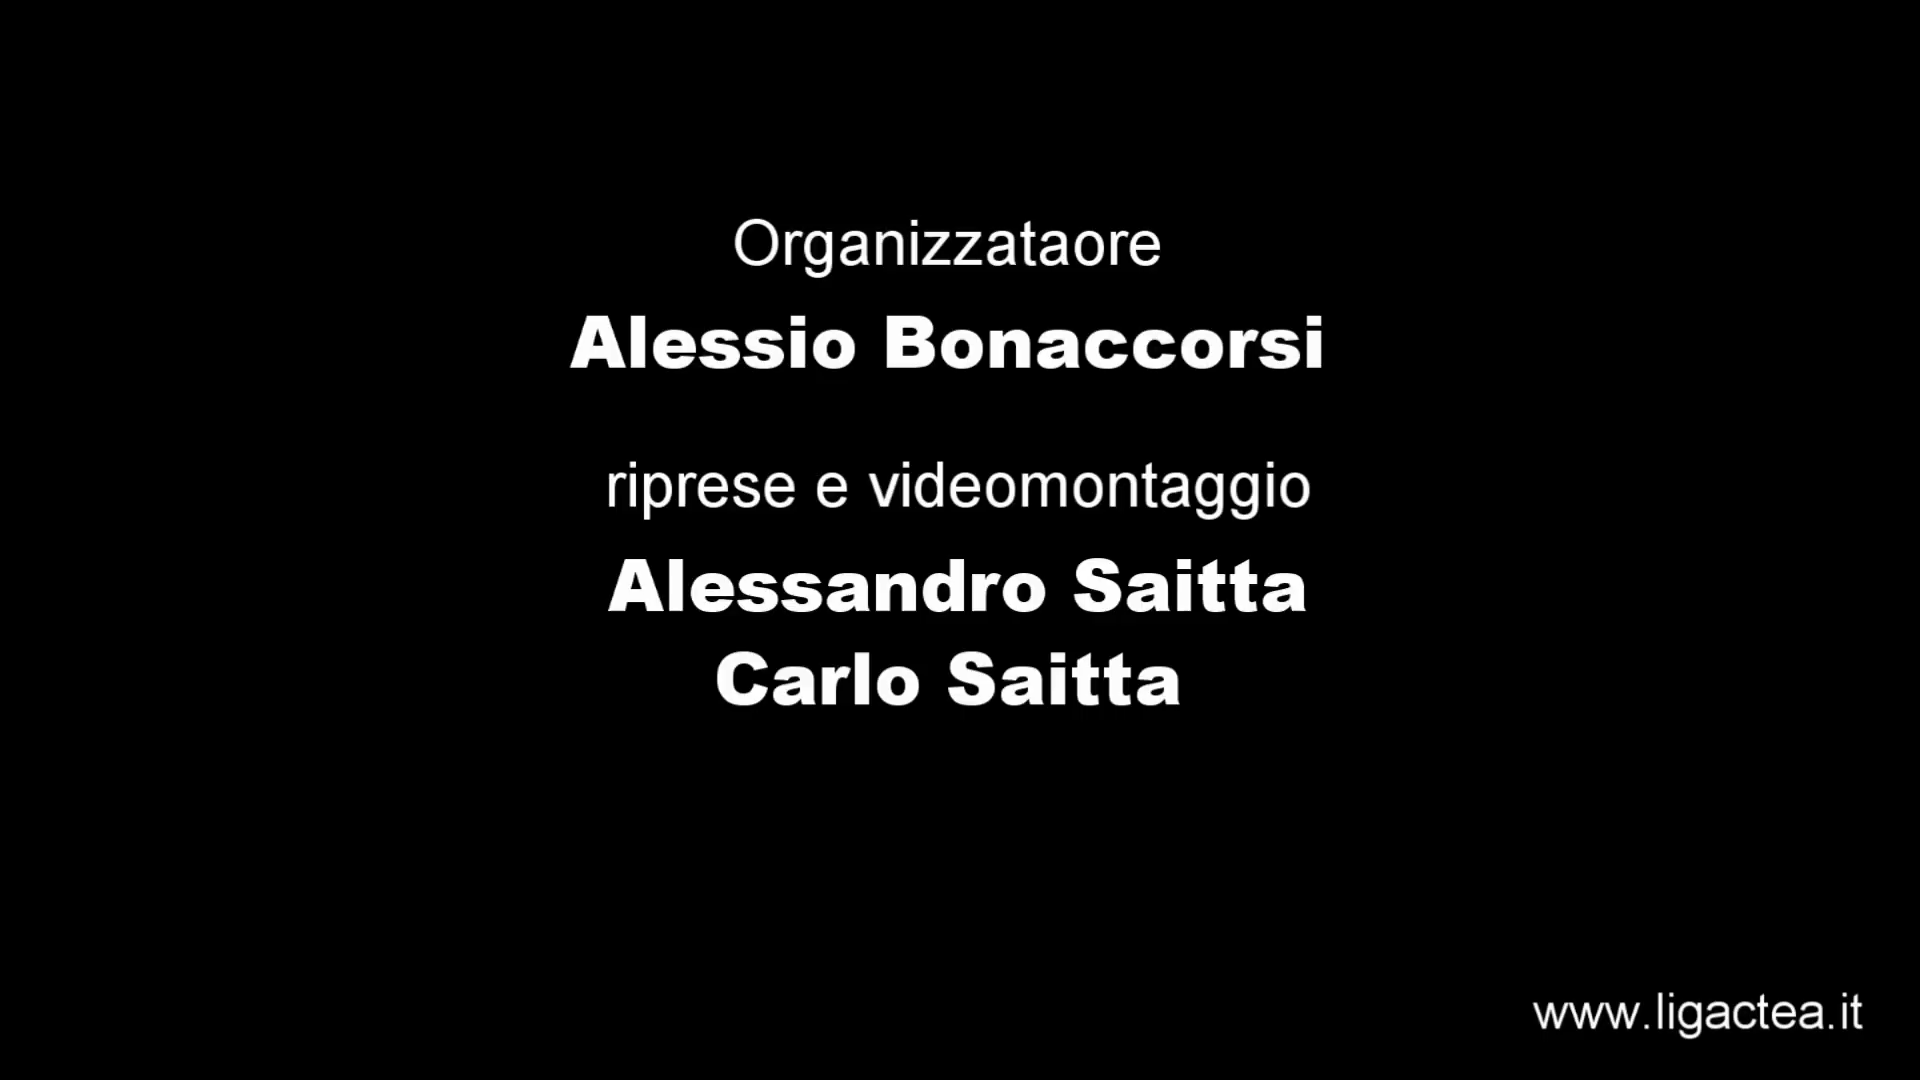 Organizzataore
Alessio Bonaccorsi
riprese e videomontaggio
Alessandro Saitta
Carlo Saitta
www.ligactea.it